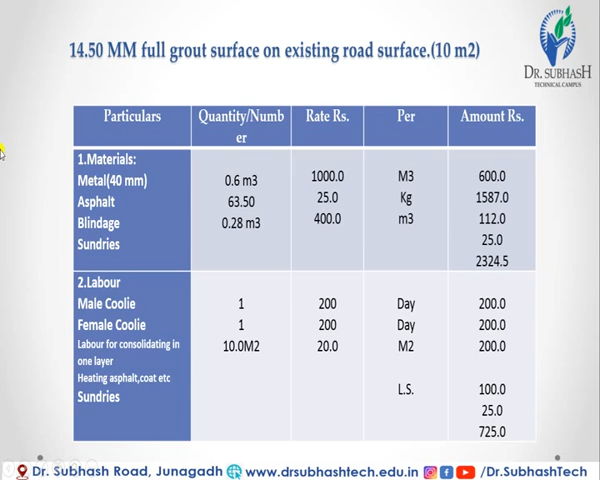 14.50 MM full grout surface on existing road surface.(10 m2)
DR. SUBHASH
TECHNICAL CAMPUS
Particulars Quantity/Numb er Rate Rs. Per Amount Rs.
1.Materials:
Metal(40 mm) 0.6 m3 1000.0 M3 600.0
Asphalt 63.50 25.0 Kg 1587.0
Blindage 0.28 m3 400.0 m3 112.0
Sundries 25.0
2324.5
2.Labour
Male Coolie 1 200 Day 200.0
Female Coolie 1 200 Day 200.0
Labour for consolidating in 10.0M2 20.0 M2 200.0
one layer
Heating asphalt,coat etc L.S. 100.0
Sundries 25.0
725.0
Dr. Subhash Road, Junagadh www.drsubhashtech.edu.in /Dr.SubhashTech